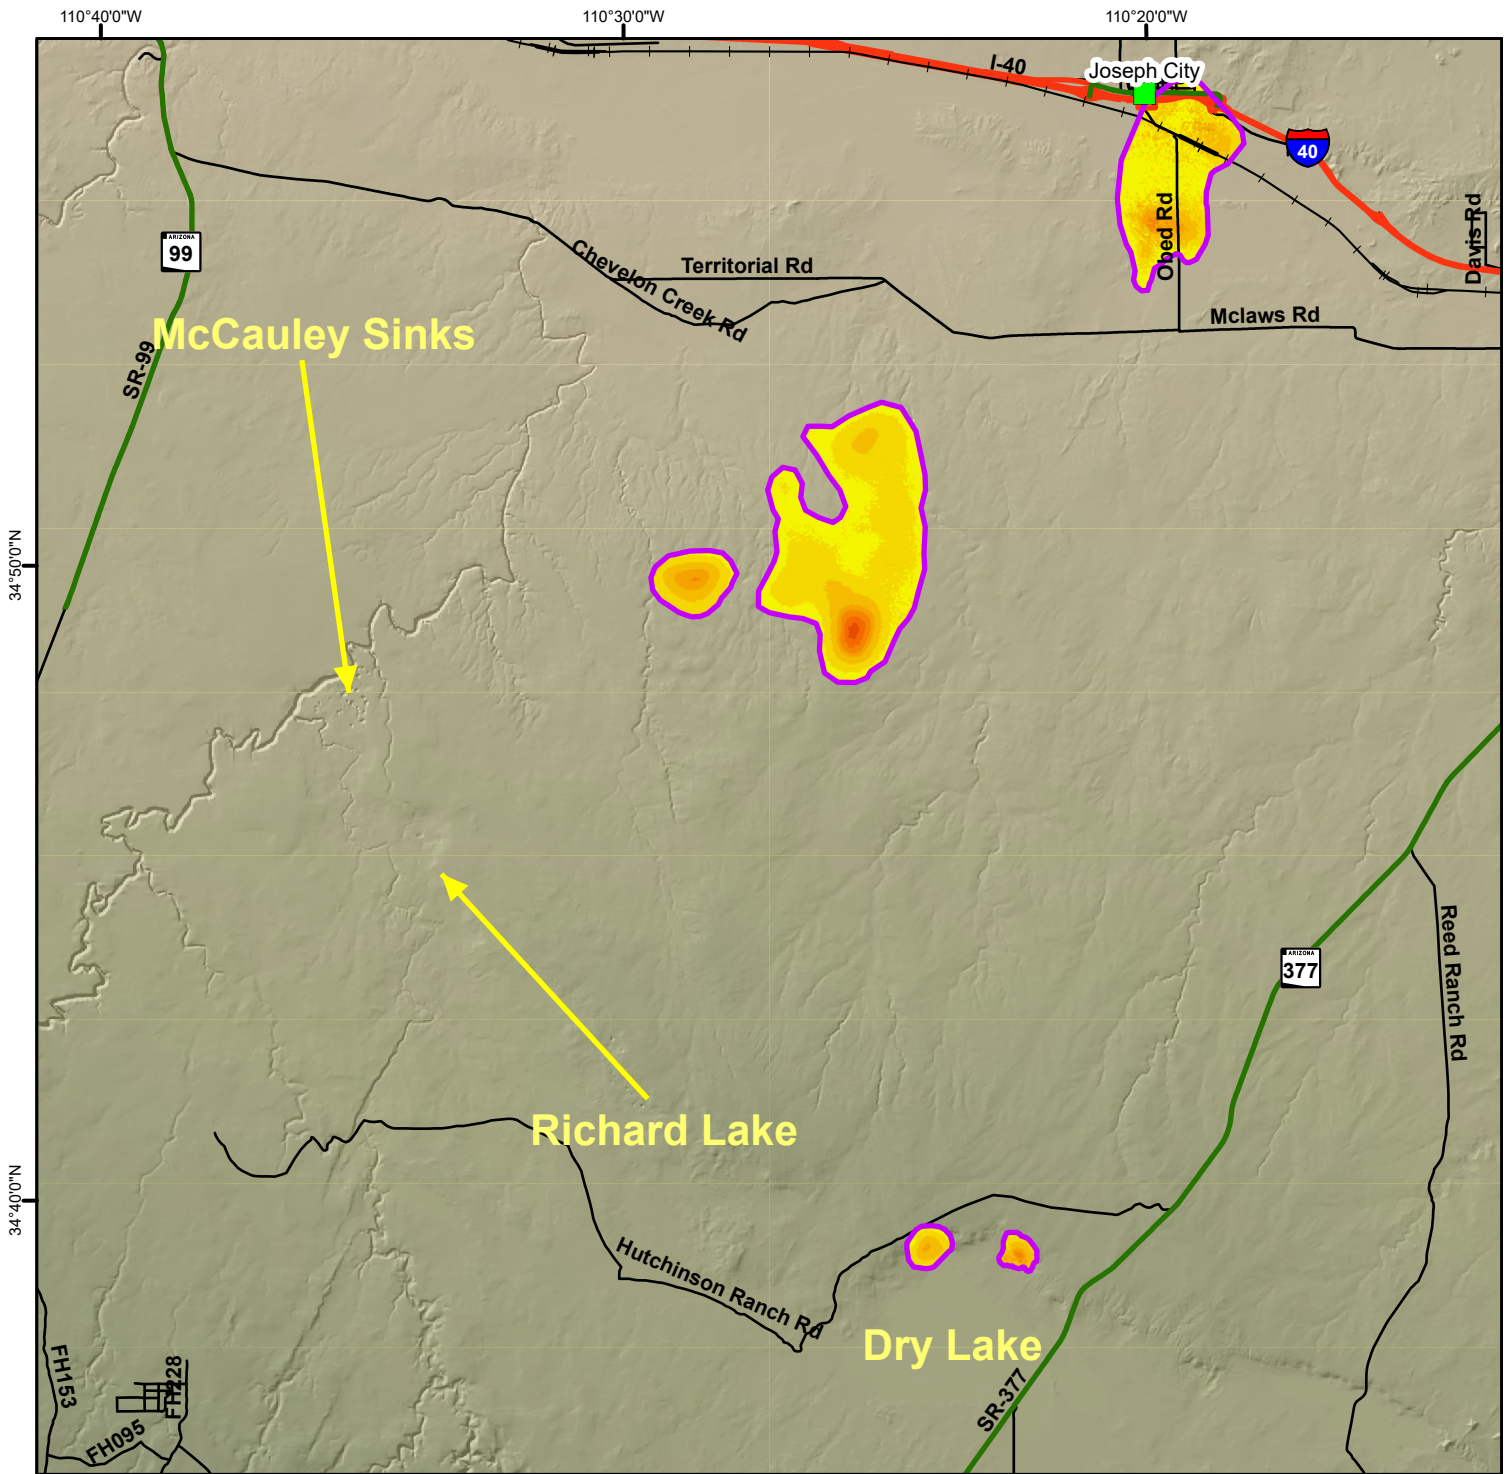 110°40'0"W
110°30'0"W
110°20'0"W
I-40
Joseph City
40
ARIZONA
99
Chevelon Creek Rd
Territorial Rd
Obed Rd
Davis Rd
Mclaws Rd
McCauley Sinks
SR-99
34°50'0"N
ARIZONA
377
Reed Ranch Rd
Richard Lake
34°40'0"N
Hutchinson Ranch Rd
Dry Lake
SR-377
FH153
FH228
FH095